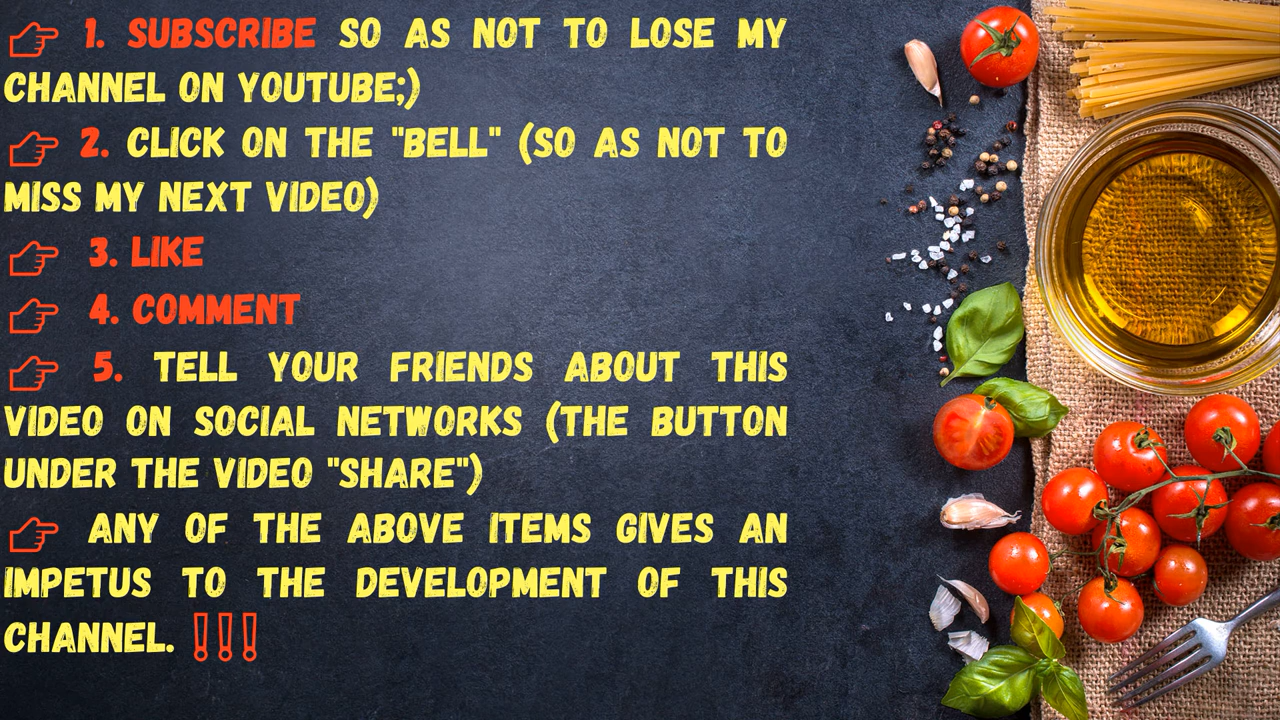 👉 1. SUBSCRIBE SO AS NOT TO LOSE MY
CHANNEL ON YOUTUBE;)
👉 2. CLICK ON THE "BELL" (SO AS NOT TO
MISS MY NEXT VIDEO)
👉 3. LIKE
👉 4. COMMENT
👉 5. TELL YOUR FRIENDS ABOUT THIS
VIDEO ON SOCIAL NETWORKS (THE BUTTON
UNDER THE VIDEO "SHARE")
👉 ANY OF THE ABOVE ITEMS GIVES AN
IMPETUS TO THE DEVELOPMENT OF THIS
CHANNEL. ❗❗❗